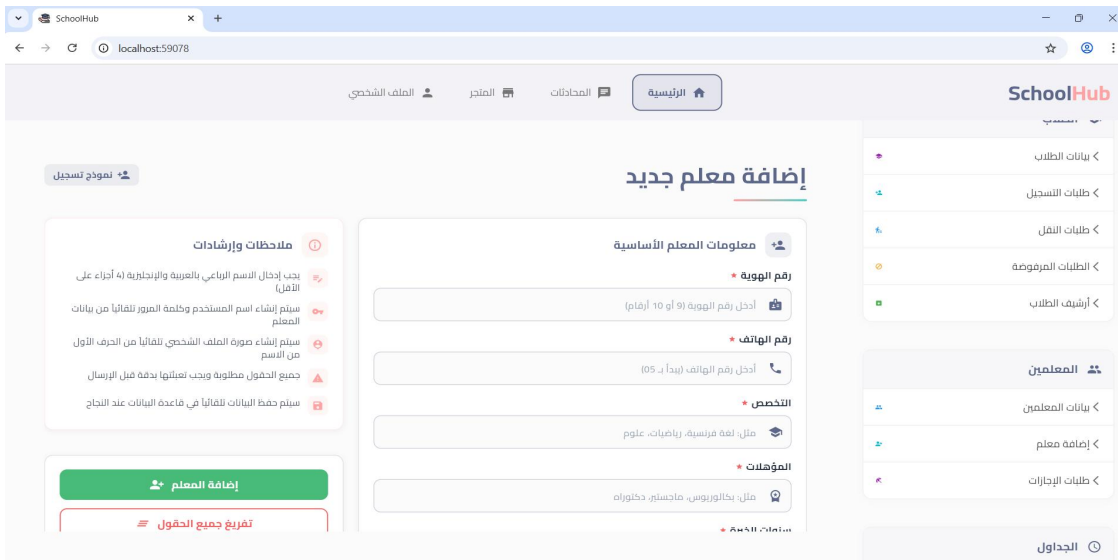 SchoolHub
localhost:59078
SchoolHub
الرئيسية
المحادثات
المتجر
الملف الشخصي
الطلاب
بيانات الطلاب
طلبات التسجيل
طلبات النقل
الطلبات المرفوضة
أرشيف الطلاب
المعلمين
بيانات المعلمين
إضافة معلم
طلبات الإجازات
الجداول
إضافة معلم جديد
نموذج تسجيل
معلومات المعلم الأساسية
رقم الهوية *
أدخل رقم الهوية (9 أو 10 أرقام)
رقم الهاتف *
أدخل رقم الهاتف (يبدأ بـ 05)
التخصص *
مثل: لغة فرنسية، رياضيات، علوم
المؤهلات *
مثل: بكالوريوس، ماجستير، دكتوراه
سنوات الخبرة *
ملاحظات وإرشادات
يجب إدخال الاسم الرباعي بالعربية والإنجليزية (4 أجزاء على
الأقل)
سيتم إنشاء اسم المستخدم وكلمة المرور تلقائياً من بيانات
المعلم
سيتم إنشاء صورة الملف الشخصي تلقائياً من الحرف الأول
من الاسم
جميع الحقول مطلوبة ويجب تعبئتها بدقة قبل الإرسال
سيتم حفظ البيانات تلقائياً في قاعدة البيانات عند النجاح
إضافة المعلم
تفريغ جميع الحقول